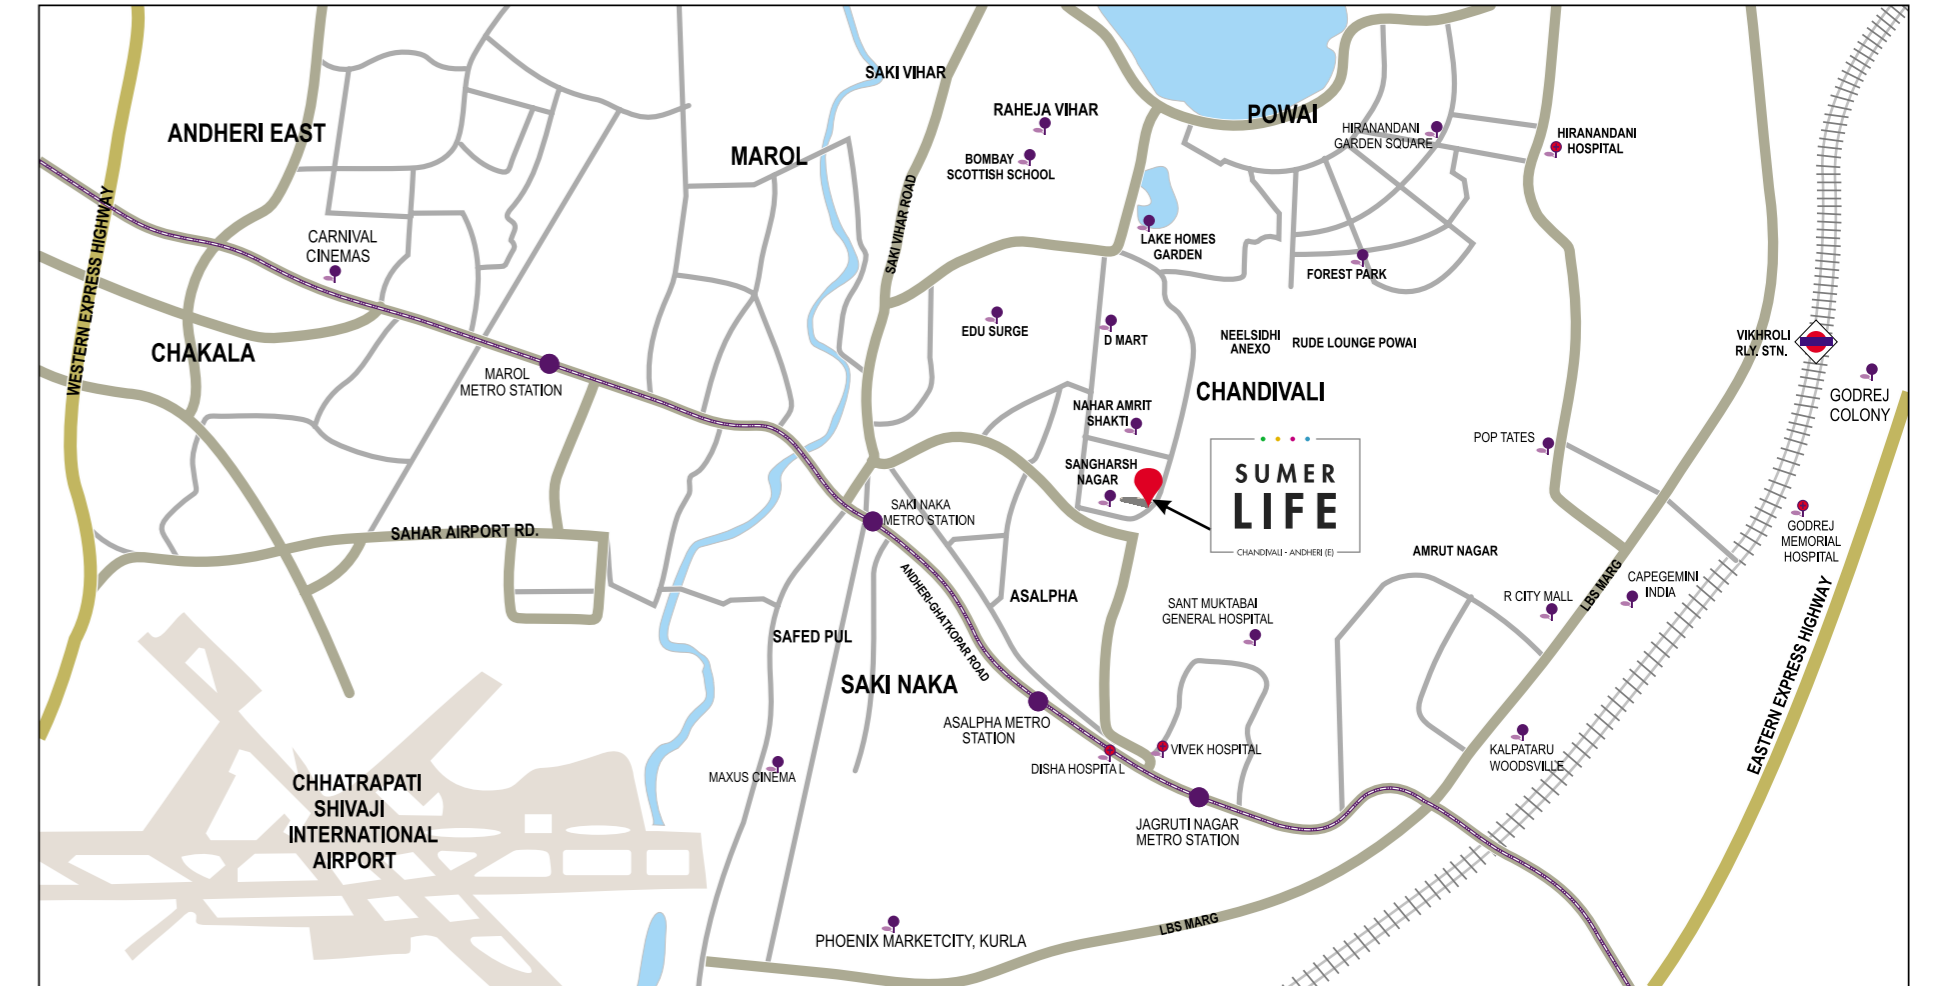 SAKI VIHAR
RAHEJA VIHAR
POWAI
ANDHERI EAST
MAROL
HIRANANDANI
GARDEN SQUARE
HIRANANDANI
HOSPITAL
BOMBAY
SCOTTISH SCHOOL
SAKI VIHAR ROAD
WESTERN EXPRESS HIGHWAY
CARNIVAL
CINEMAS
LAKE HOMES
GARDEN
FOREST PARK
EDU SURGE
D MART
NEELSIDHI
ANEXO
RUDE LOUNGE POWAI
VIKHROLI
RLY. STN.
CHAKALA
MAROL
METRO STATION
CHANDIVALI
GODREJ
COLONY
NAHAR AMRIT
SHAKTI
POP TATES
SANGHARSH
NAGAR
SUMER
LIFE
CHANDIVALI - ANDHERI (E)
SAKI NAKA
METRO STATION
SAHAR AIRPORT RD.
GODREJ
MEMORIAL
HOSPITAL
AMRUT NAGAR
LBS MARG
CAPEGEMINI
INDIA
R CITY MALL
ANDHERI-GHATKOPAR ROAD
ASALPHA
SANT MUKTABAI
GENERAL HOSPITAL
SAFED PUL
SAKI NAKA
EASTERN EXPRESS HIGHWAY
ASALPHA METRO
STATION
VIVEK HOSPITAL
DISHA HOSPITAL
KALPATARU
WOODSVILLE
MAXUS CINEMA
CHHATRAPATI
SHIVAJI
INTERNATIONAL
AIRPORT
JAGRUTI NAGAR
METRO STATION
LBS MARG
PHOENIX MARKETCITY, KURLA